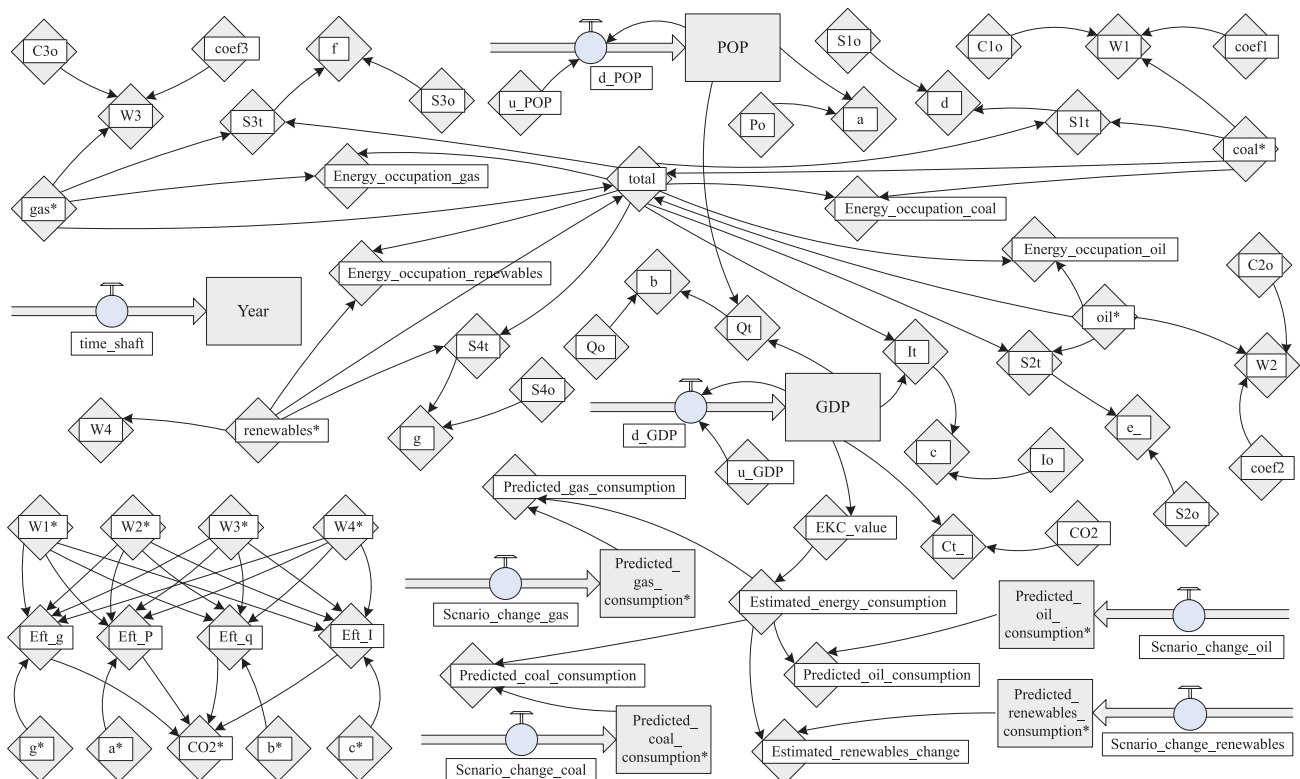 C3o
coef3
f
POP
S1o
C1o
W1
coef1
d_POP
W3
S3t
S3o
u_POP
Po
a
d
S1t
coal*
Energy_occupation_gas
total
gas*
Energy_occupation_coal
Energy_occupation_oil
C2o
Energy_occupation_renewables
b
Year
Qt
oil*
time_shaft
Qo
S4t
It
S2t
W2
S4o
GDP
W4
renewables*
g
d_GDP
c
Io
e_
coef2
u_GDP
Predicted_gas_consumption
S2o
W1*
W2*
W3*
W4*
EKC_value
Ct_
CO2
Predicted_
gas_
consumption*
Scnario_change_gas
Estimated_energy_consumption
Predicted_
oil_
consumption*
Scnario_change_oil
Eft_g
Eft_P
Eft_q
Eft_I
Predicted_coal_consumption
Predicted_oil_consumption
Predicted_
renewables_
consumption*
Scnario_change_renewables
Predicted_
coal_
consumption*
Scnario_change_coal
Estimated_renewables_change
g*
a*
CO2*
b*
c*